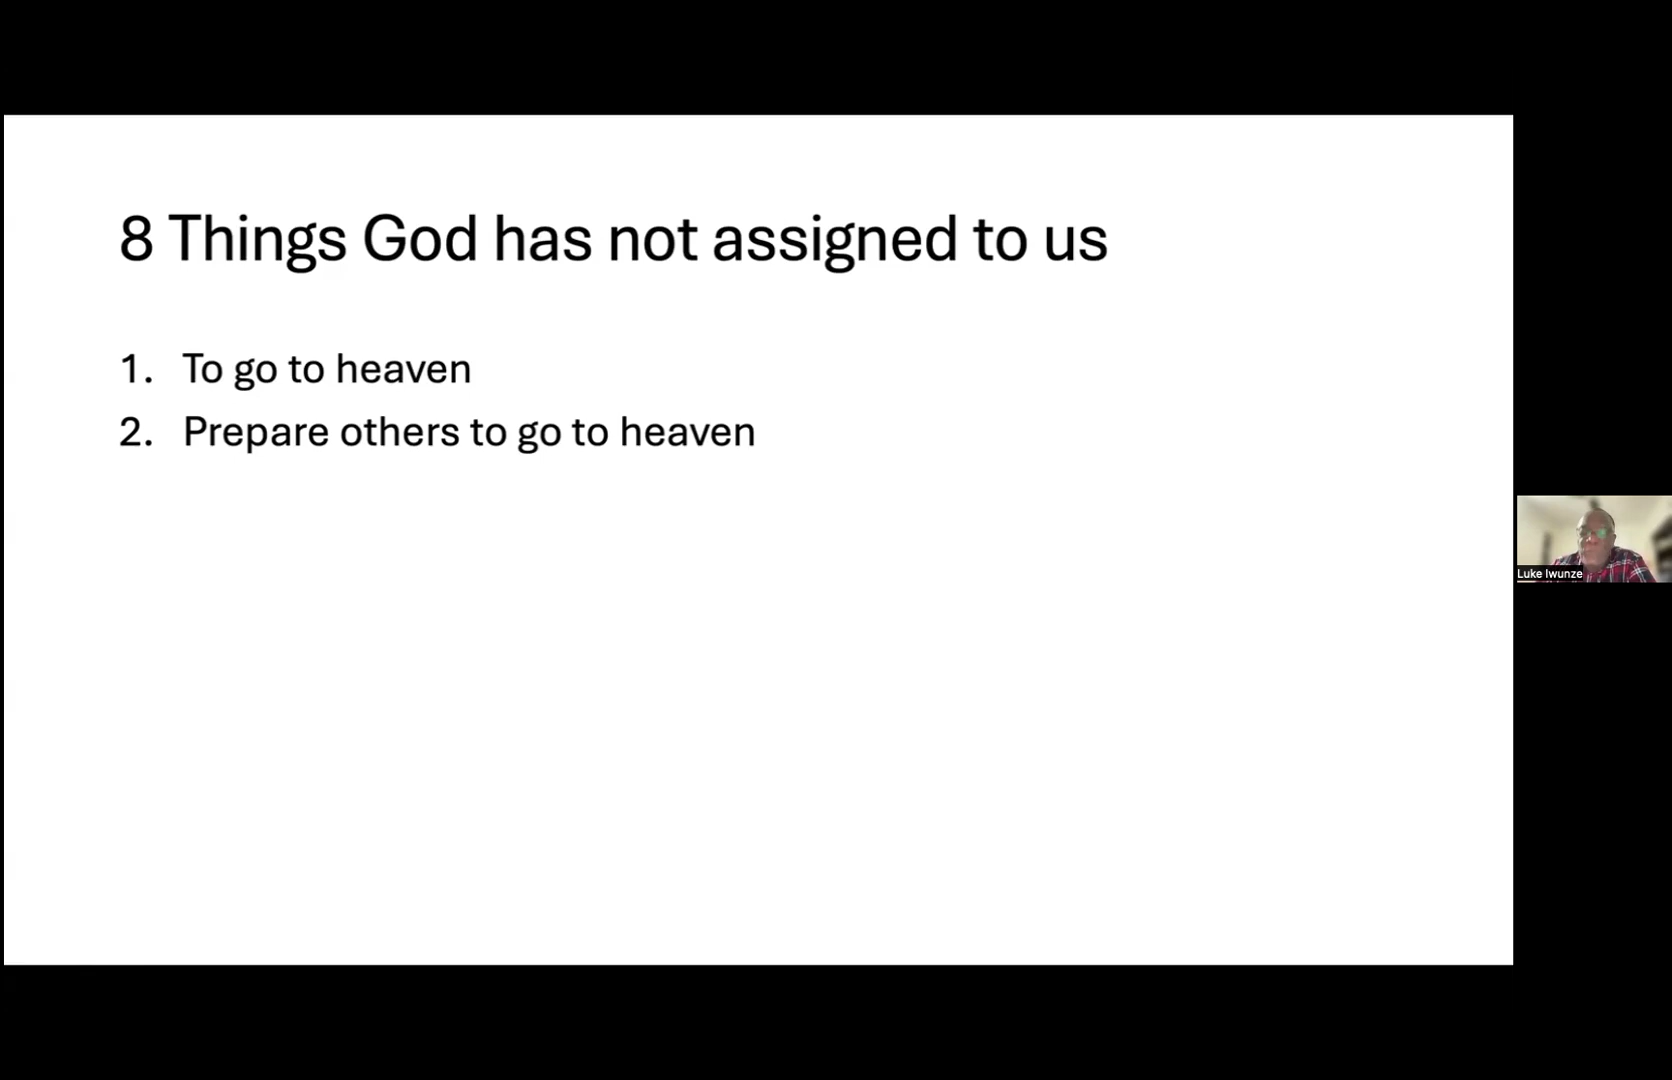 8 Things God has not assigned to us
1. To go to heaven
2. Prepare others to go to heaven
Luke Iwunze